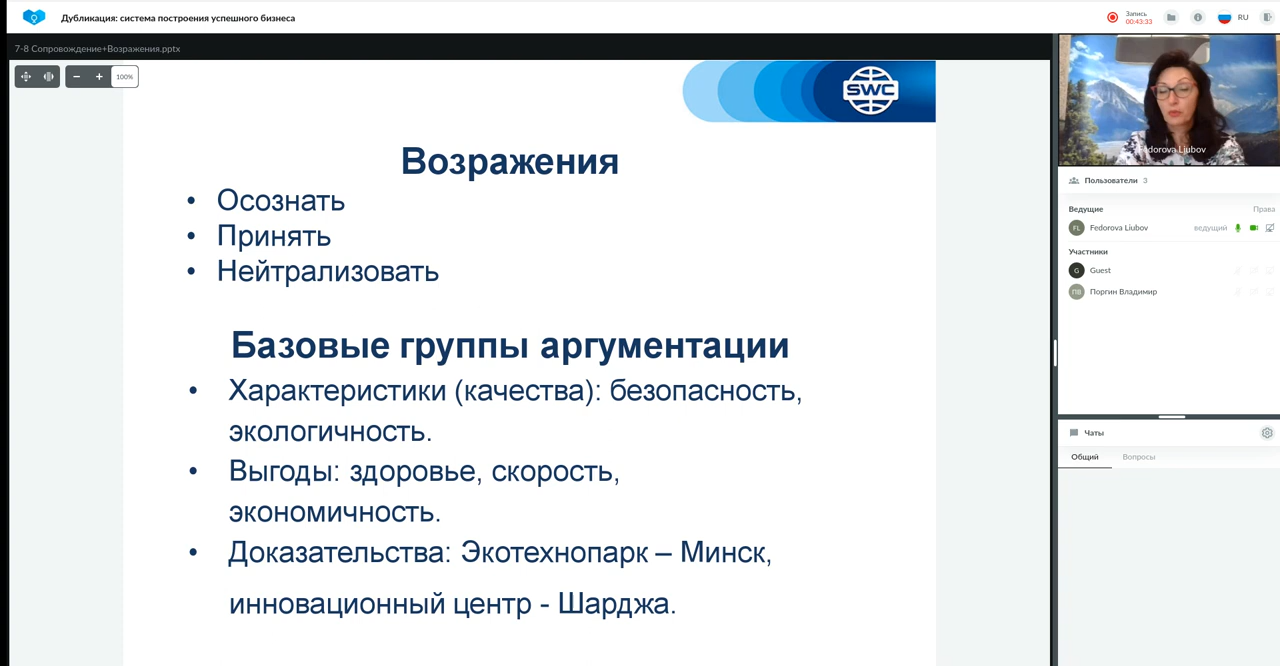 Дубликация: система построения успешного бизнеса
Запись
00:43:33
RU
7-8 Сопровождение+Возражения.pptx
100%
SWC
Возражения
• Осознать
• Принять
• Нейтрализовать
Базовые группы аргументации
• Характеристики (качества): безопасность,
экологичность.
• Выгоды: здоровье, скорость,
экономичность.
• Доказательства: Экотехнопарк – Минск,
инновационный центр - Шарджа.
Fedorova Liubov
Пользователи 3
Ведущие Права
FL Fedorova Liubov ведущий
Участники
G Guest
ПВ Поргин Владимир
Чаты
Общий Вопросы